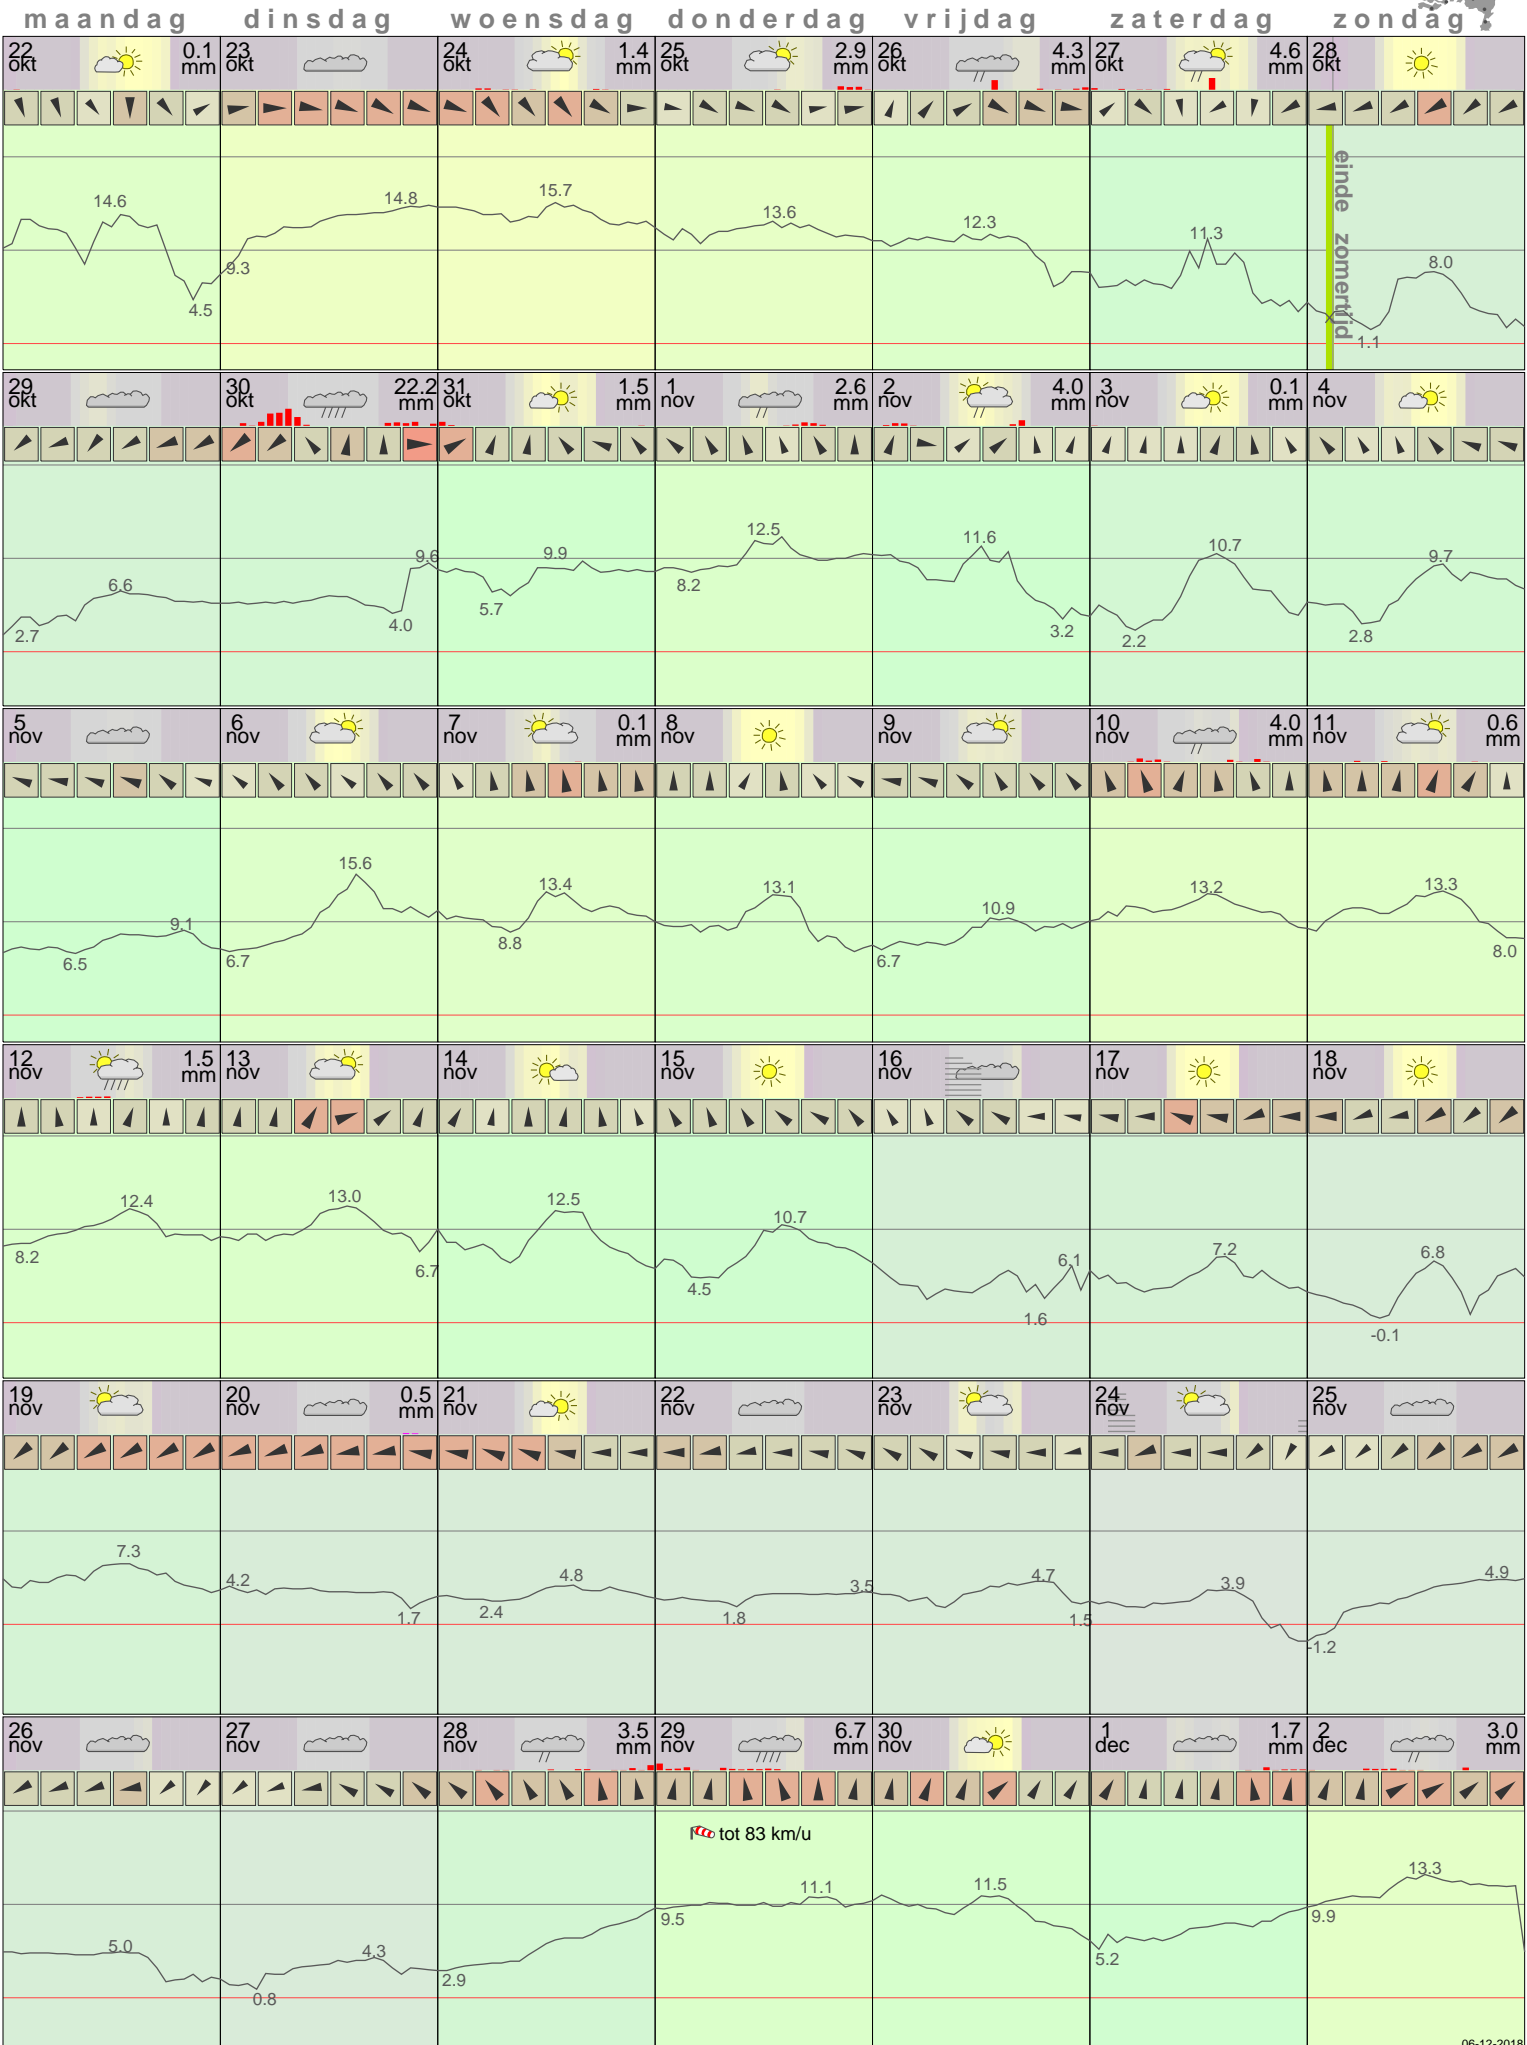 maandag dinsdag woensdag donderdag vrijdag zaterdag zondag
22 okt 0.1 mm 23 okt 24 okt 1.4 mm 25 okt 2.9 mm 26 okt 4.3 mm 27 okt 4.6 mm 28 okt
14.6 4.5 9.3 14.8 15.7 13.6 12.3 11.3 einde zomertijd 1.1 8.0
29 okt 30 okt 22.2 mm 31 okt 1.5 mm 1 nov 2.6 mm 2 nov 4.0 mm 3 nov 0.1 mm 4 nov
2.7 6.6 4.0 9.6 5.7 9.9 8.2 12.5 11.6 3.2 2.2 10.7 2.8 9.7
5 nov 6 nov 7 nov 0.1 mm 8 nov 9 nov 10 nov 4.0 mm 11 nov 0.6 mm
6.5 9.1 6.7 15.6 8.8 13.4 13.1 6.7 10.9 13.2 13.3 8.0
12 nov 1.5 mm 13 nov 14 nov 15 nov 16 nov 17 nov 18 nov
8.2 12.4 13.0 6.7 12.5 4.5 10.7 1.6 6.1 7.2 -0.1 6.8
19 nov 20 nov 0.5 mm 21 nov 22 nov 23 nov 24 nov 25 nov
7.3 4.2 1.7 2.4 4.8 1.8 3.5 4.7 1.5 3.9 -1.2 4.9
26 nov 27 nov 28 nov 3.5 mm 29 nov 6.7 mm 30 nov 1 dec 1.7 mm 2 dec 3.0 mm
tot 83 km/u
5.0 0.8 4.3 2.9 9.5 11.1 11.5 5.2 9.9 13.3
06-12-2018